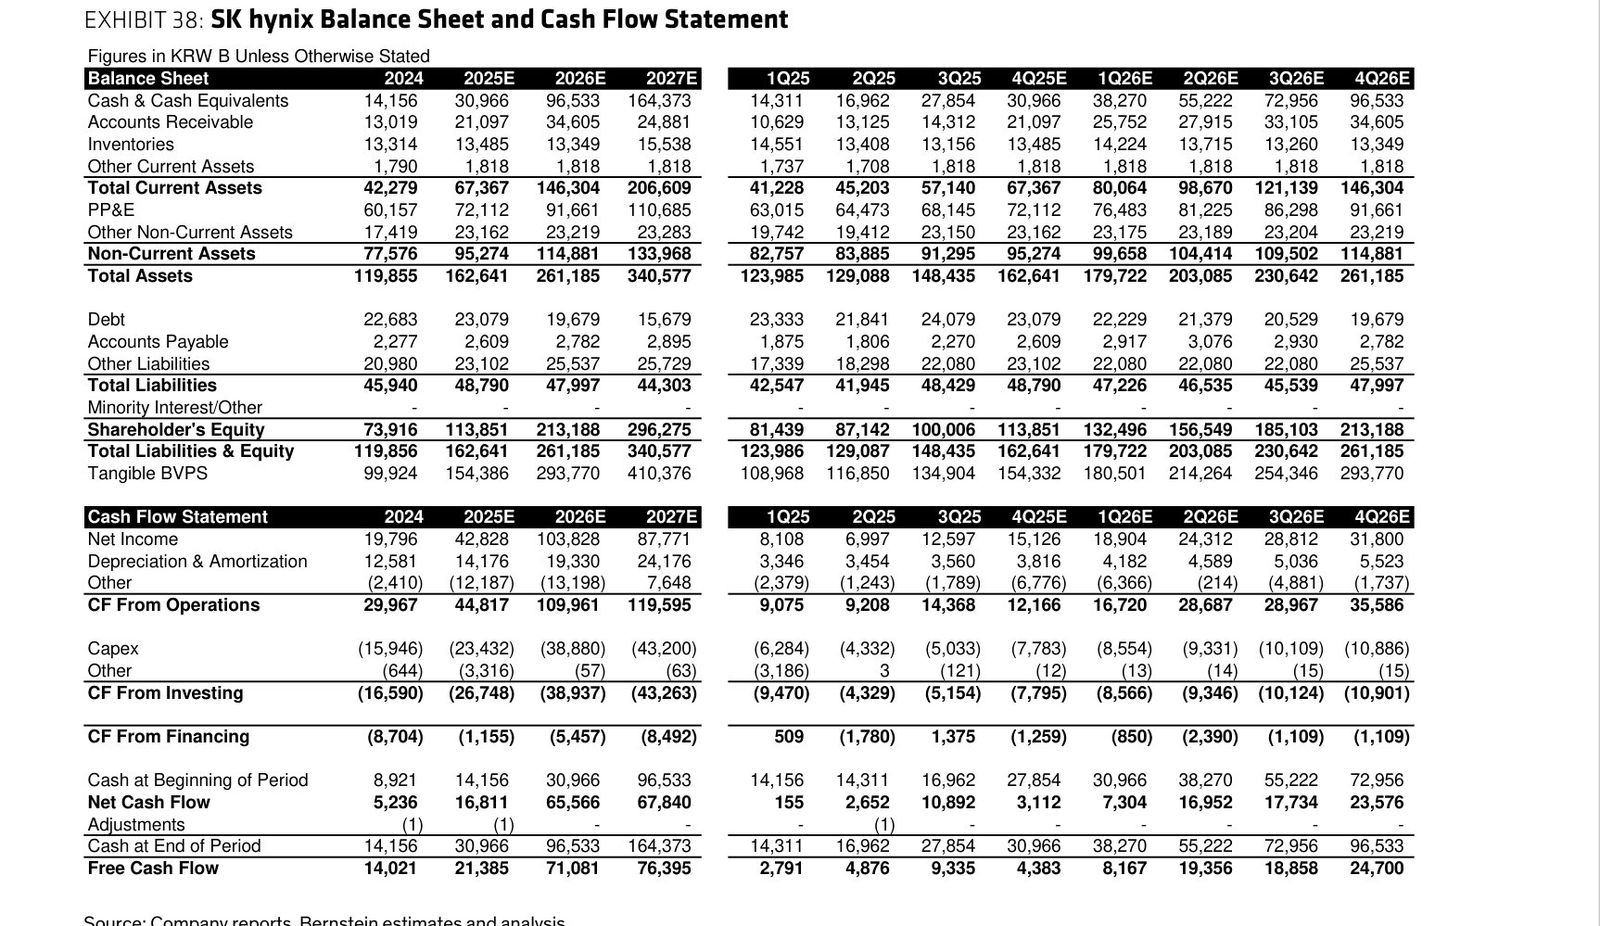 EXHIBIT 38: SK hynix Balance Sheet and Cash Flow Statement
Figures in KRW B Unless Otherwise Stated
Balance Sheet 2024 2025E 2026E 2027E 1Q25 2Q25 3Q25 4Q25E 1Q26E 2Q26E 3Q26E 4Q26E
Cash & Cash Equivalents 14,156 30,966 96,533 164,373 14,311 16,962 27,854 30,966 38,270 55,222 72,956 96,533
Accounts Receivable 13,019 21,097 34,605 24,881 10,629 13,125 14,312 21,097 25,752 27,915 33,105 34,605
Inventories 13,314 13,485 13,349 15,538 14,551 13,408 13,156 13,485 14,224 13,715 13,260 13,349
Other Current Assets 1,790 1,818 1,818 1,818 1,737 1,708 1,818 1,818 1,818 1,818 1,818 1,818
Total Current Assets 42,279 67,367 146,304 206,609 41,228 45,203 57,140 67,367 80,064 98,670 121,139 146,304
PP&E 60,157 72,112 91,661 110,685 63,015 64,473 68,145 72,112 76,483 81,225 86,298 91,661
Other Non-Current Assets 17,419 23,162 23,219 23,283 19,742 19,412 23,150 23,162 23,175 23,189 23,204 23,219
Non-Current Assets 77,576 95,274 114,881 133,968 82,757 83,885 91,295 95,274 99,658 104,414 109,502 114,881
Total Assets 119,855 162,641 261,185 340,577 123,985 129,088 148,435 162,641 179,722 203,085 230,642 261,185
Debt 22,683 23,079 19,679 15,679 23,333 21,841 24,079 23,079 22,229 21,379 20,529 19,679
Accounts Payable 2,277 2,609 2,782 2,895 1,875 1,806 2,270 2,609 2,917 3,076 2,930 2,782
Other Liabilities 20,980 23,102 25,537 25,729 17,339 18,298 22,080 23,102 22,080 22,080 22,080 25,537
Total Liabilities 45,940 48,790 47,997 44,303 42,547 41,945 48,429 48,790 47,226 46,535 45,539 47,997
Minority Interest/Other - - - - - - - - - - - -
Shareholder's Equity 73,916 113,851 213,188 296,275 81,439 87,142 100,006 113,851 132,496 156,549 185,103 213,188
Total Liabilities & Equity 119,856 162,641 261,185 340,577 123,986 129,087 148,435 162,641 179,722 203,085 230,642 261,185
Tangible BVPS 99,924 154,386 293,770 410,376 108,968 116,850 134,904 154,332 180,501 214,264 254,346 293,770
Cash Flow Statement 2024 2025E 2026E 2027E 1Q25 2Q25 3Q25 4Q25E 1Q26E 2Q26E 3Q26E 4Q26E
Net Income 19,796 42,828 103,828 87,771 8,108 6,997 12,597 15,126 18,904 24,312 28,812 31,800
Depreciation & Amortization 12,581 14,176 19,330 24,176 3,346 3,454 3,560 3,816 4,182 4,589 5,036 5,523
Other (2,410) (12,187) (13,198) 7,648 (2,379) (1,243) (1,789) (6,776) (6,366) (214) (4,881) (1,737)
CF From Operations 29,967 44,817 109,961 119,595 9,075 9,208 14,368 12,166 16,720 28,687 28,967 35,586
Capex (15,946) (23,432) (38,880) (43,200) (6,284) (4,332) (5,033) (7,783) (8,554) (9,331) (10,109) (10,886)
Other (644) (3,316) (57) (63) (3,186) 3 (121) (12) (13) (14) (15) (15)
CF From Investing (16,590) (26,748) (38,937) (43,263) (9,470) (4,329) (5,154) (7,795) (8,566) (9,346) (10,124) (10,901)
CF From Financing (8,704) (1,155) (5,457) (8,492) 509 (1,780) 1,375 (1,259) (850) (2,390) (1,109) (1,109)
Cash at Beginning of Period 8,921 14,156 30,966 96,533 14,156 14,311 16,962 27,854 30,966 38,270 55,222 72,956
Net Cash Flow 5,236 16,811 65,566 67,840 155 2,652 10,892 3,112 7,304 16,952 17,734 23,576
Adjustments (1) (1) - - - (1) - - - - - -
Cash at End of Period 14,156 30,966 96,533 164,373 14,311 16,962 27,854 30,966 38,270 55,222 72,956 96,533
Free Cash Flow 14,021 21,385 71,081 76,395 2,791 4,876 9,335 4,383 8,167 19,356 18,858 24,700
Source: Company reports, Bernstein estimates and analysis